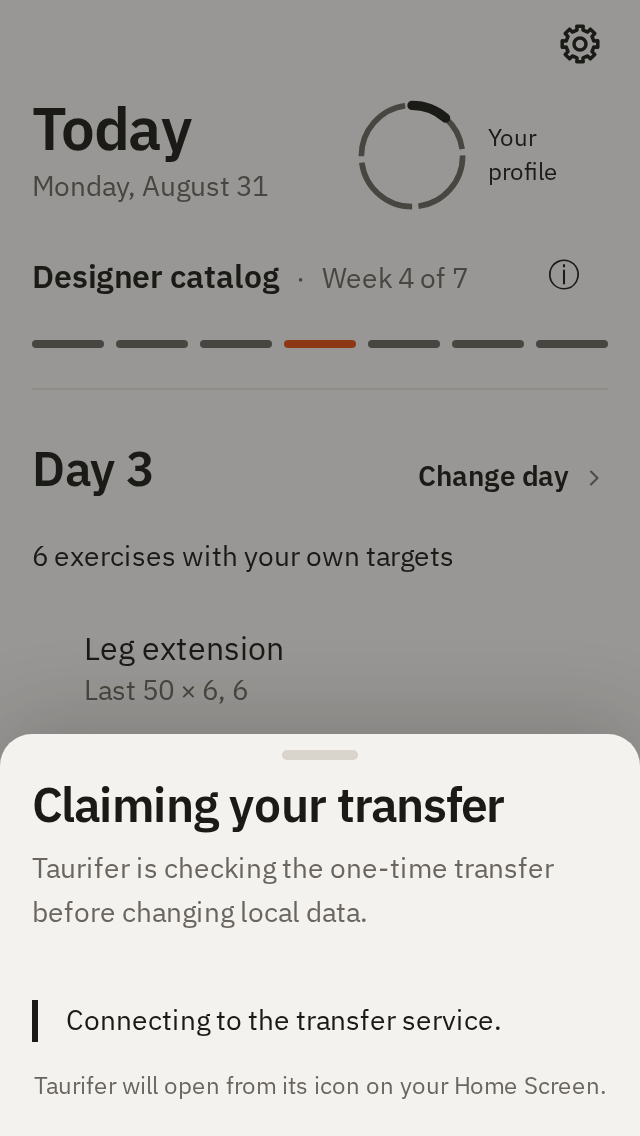 Today
Monday, August 31
Your
profile
Designer catalog · Week 4 of 7
Day 3
Change day
6 exercises with your own targets
Leg extension
Last 50 × 6, 6
Claiming your transfer
Taurifer is checking the one-time transfer
before changing local data.
Connecting to the transfer service.
Taurifer will open from its icon on your Home Screen.